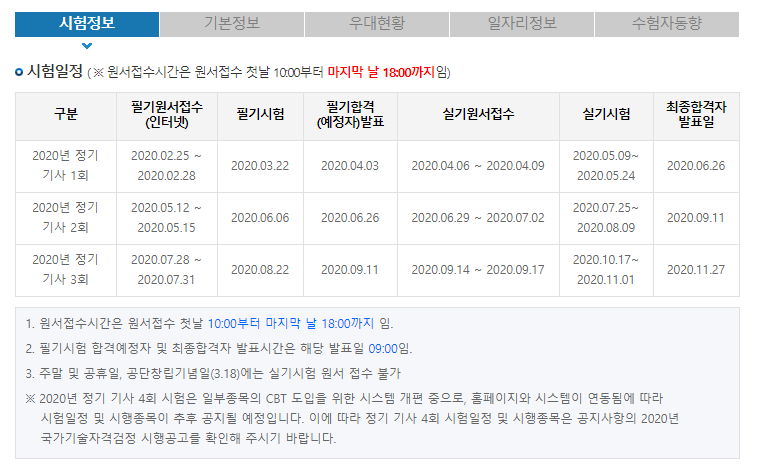 시험정보 기본정보 우대현황 일자리정보 수험자동향
시험일정 (※ 원서접수시간은 원서접수 첫날 10:00부터 마지막 날 18:00까지임)
구분 필기원서접수 (인터넷) 필기시험 필기합격 (예정자)발표 실기원서접수 실기시험 최종합격자 발표일
2020년 정기 기사 1회 2020.02.25 ~ 2020.02.28 2020.03.22 2020.04.03 2020.04.06 ~ 2020.04.09 2020.05.09~ 2020.05.24 2020.06.26
2020년 정기 기사 2회 2020.05.12 ~ 2020.05.15 2020.06.06 2020.06.26 2020.06.29 ~ 2020.07.02 2020.07.25~ 2020.08.09 2020.09.11
2020년 정기 기사 3회 2020.07.28 ~ 2020.07.31 2020.08.22 2020.09.11 2020.09.14 ~ 2020.09.17 2020.10.17~ 2020.11.01 2020.11.27
1. 원서접수시간은 원서접수 첫날 10:00부터 마지막 날 18:00까지 임.
2. 필기시험 합격예정자 및 최종합격자 발표시간은 해당 발표일 09:00임.
3. 주말 및 공휴일, 공단창립기념일(3.18)에는 실기시험 원서 접수 불가
※ 2020년 정기 기사 4회 시험은 일부종목의 CBT 도입을 위한 시스템 개편 중으로, 홈페이지와 시스템이 연동됨에 따라
시험일정 및 시행종목이 추후 공지될 예정입니다. 이에 따라 정기 기사 4회 시험일정 및 시행종목은 공지사항의 2020년
국가기술자격검정 시행공고를 확인해 주시기 바랍니다.